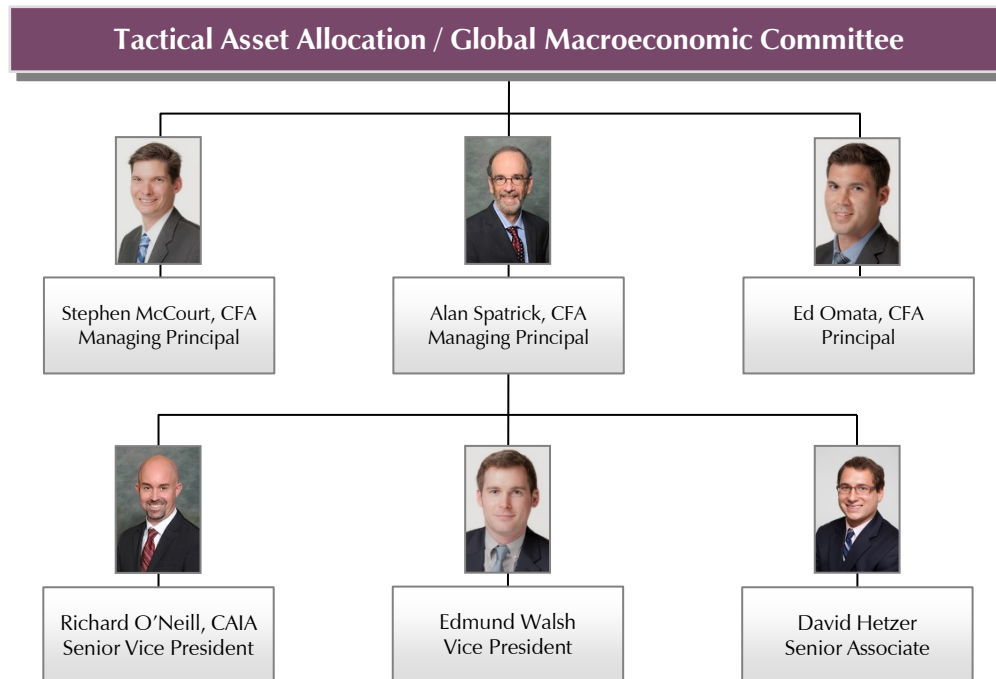 Tactical Asset Allocation / Global Macroeconomic Committee
Stephen McCourt, CFA
Managing Principal
Alan Spatrick, CFA
Managing Principal
Ed Omata, CFA
Principal
Richard O’Neill, CAIA
Senior Vice President
Edmund Walsh
Vice President
David Hetzer
Senior Associate